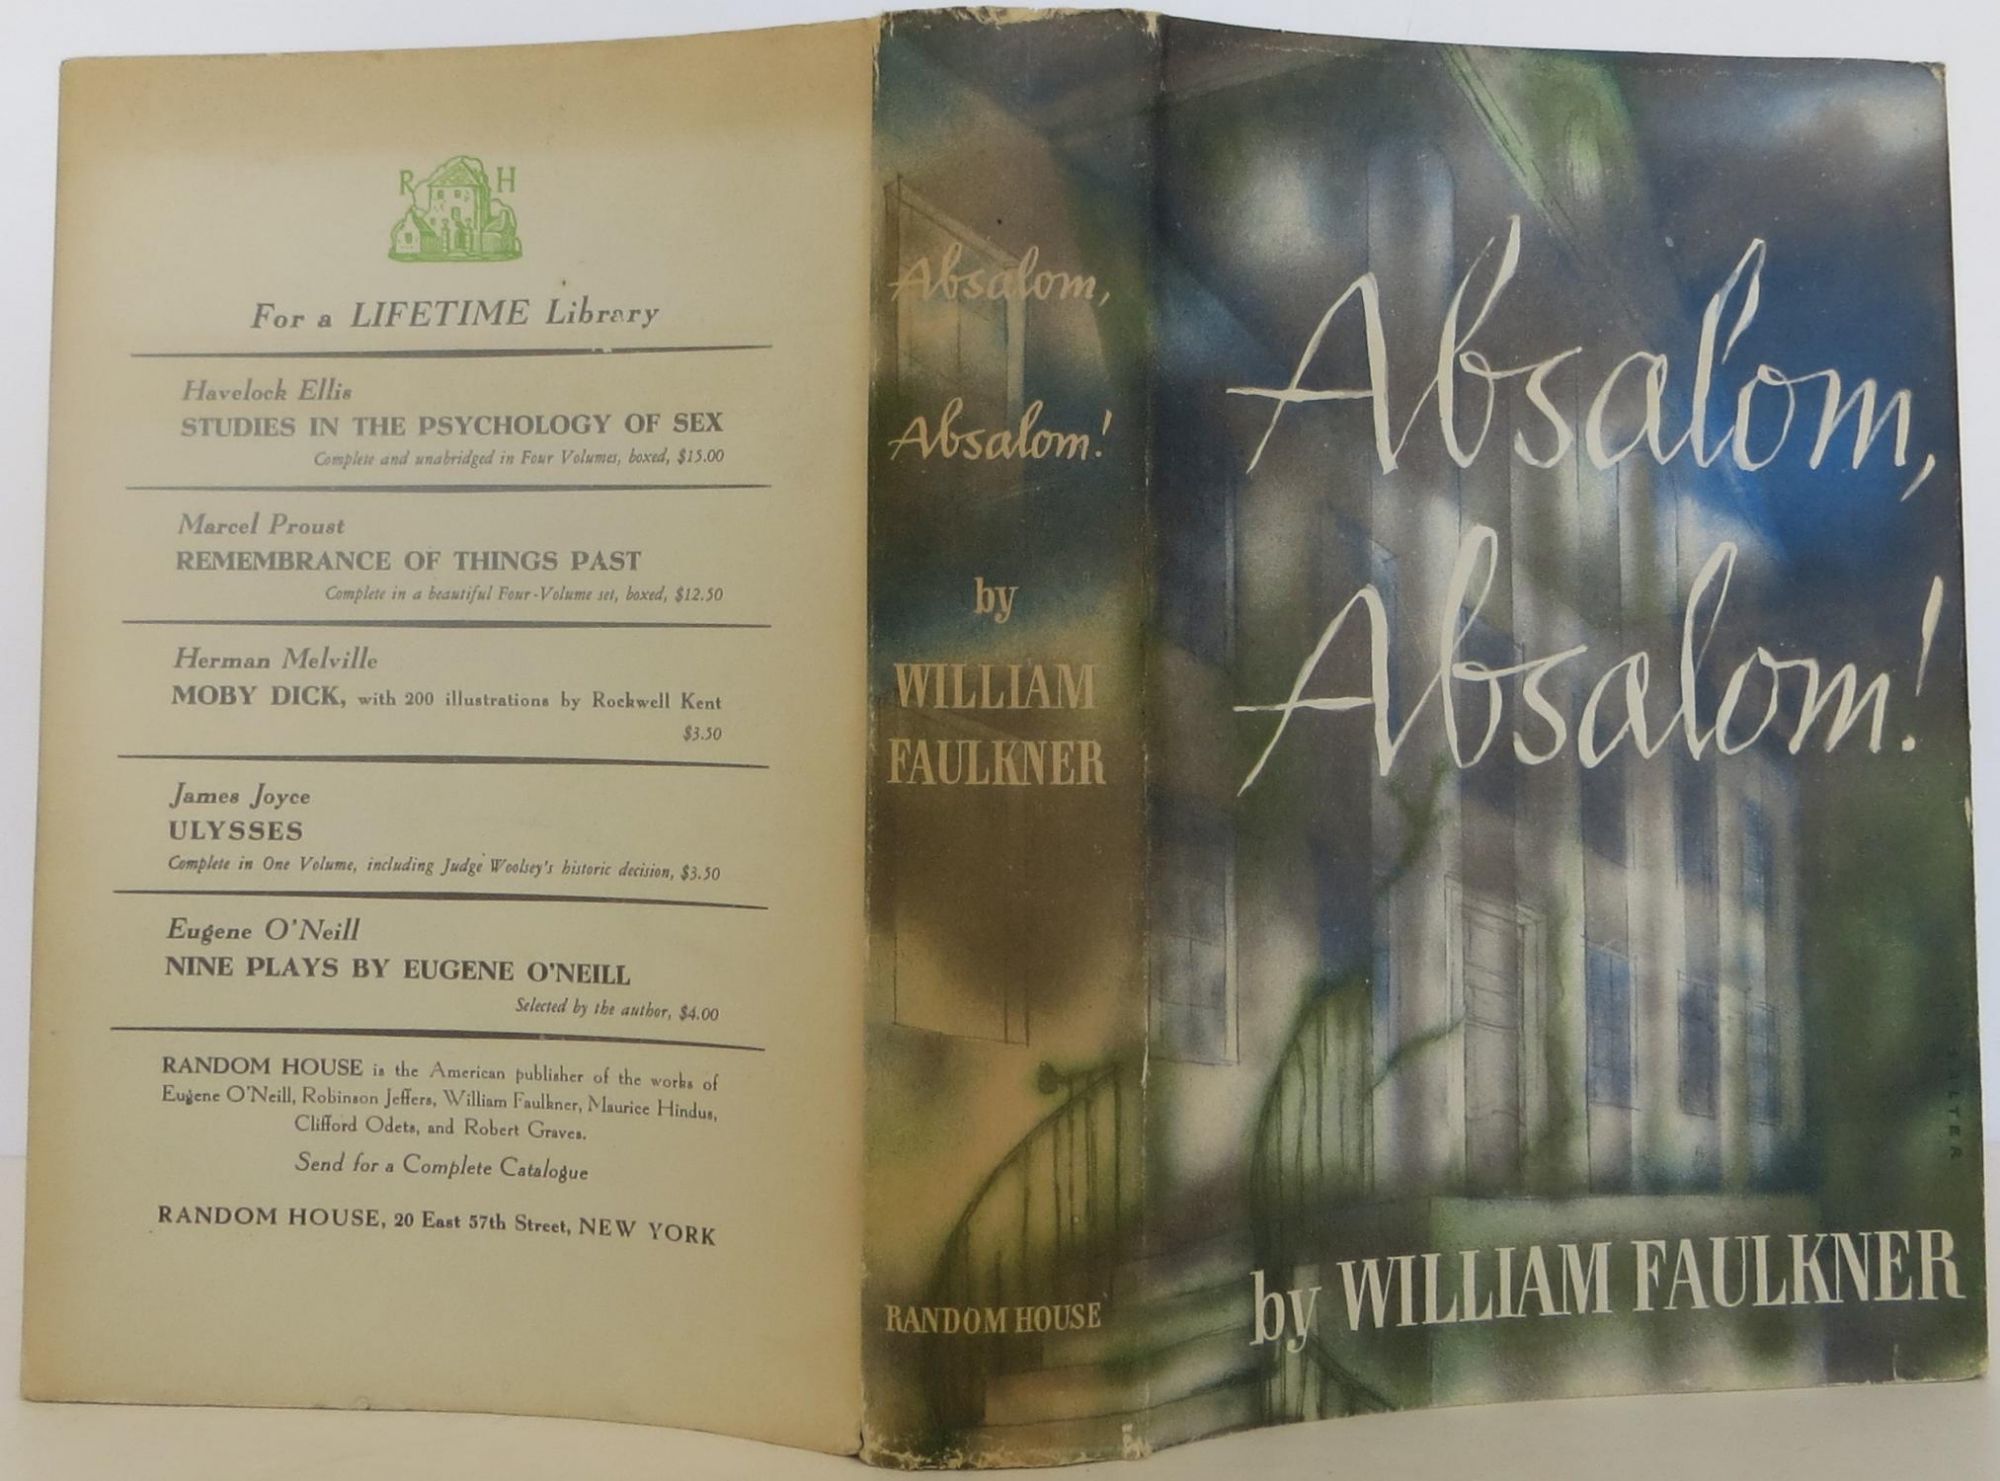 R H
For a LIFETIME Library
Havelock Ellis
STUDIES IN THE PSYCHOLOGY OF SEX
Complete and unabridged in Four Volumes, boxed, $15.00
Marcel Proust
REMEMBRANCE OF THINGS PAST
Complete in a beautiful Four-Volume set, boxed, $12.50
Herman Melville
MOBY DICK, with 200 illustrations by Rockwell Kent
$3.50
James Joyce
ULYSSES
Complete in One Volume, including Judge Woolsey's historic decision, $3.50
Eugene O'Neill
NINE PLAYS BY EUGENE O'NEILL
Selected by the author, $4.00
RANDOM HOUSE is the American publisher of the works of
Eugene O'Neill, Robinson Jeffers, William Faulkner, Maurice Hindus,
Clifford Odets, and Robert Graves.
Send for a Complete Catalogue
RANDOM HOUSE, 20 East 57th Street, NEW YORK
Absalom,
Absalom!
by
WILLIAM
FAULKNER
RANDOM HOUSE
Absalom,
Absalom!
by WILLIAM FAULKNER